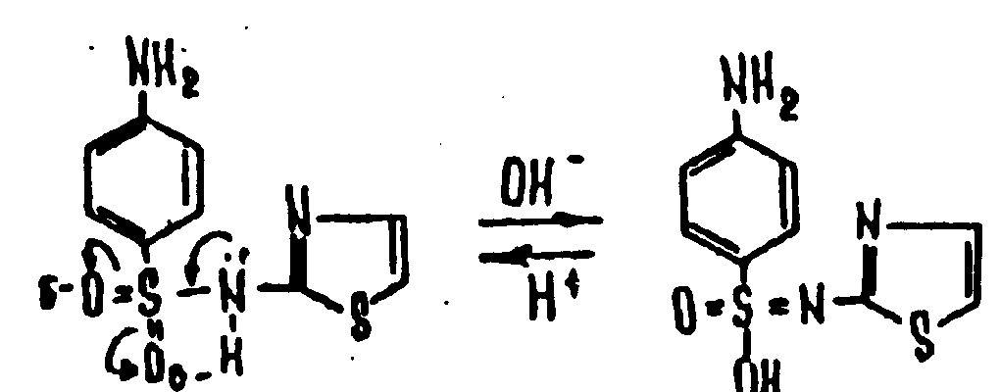 NH2 NH2
N OH⁻ N
δ- O = S - N̈ S H⁺ O = S = N S
O δ- H OH